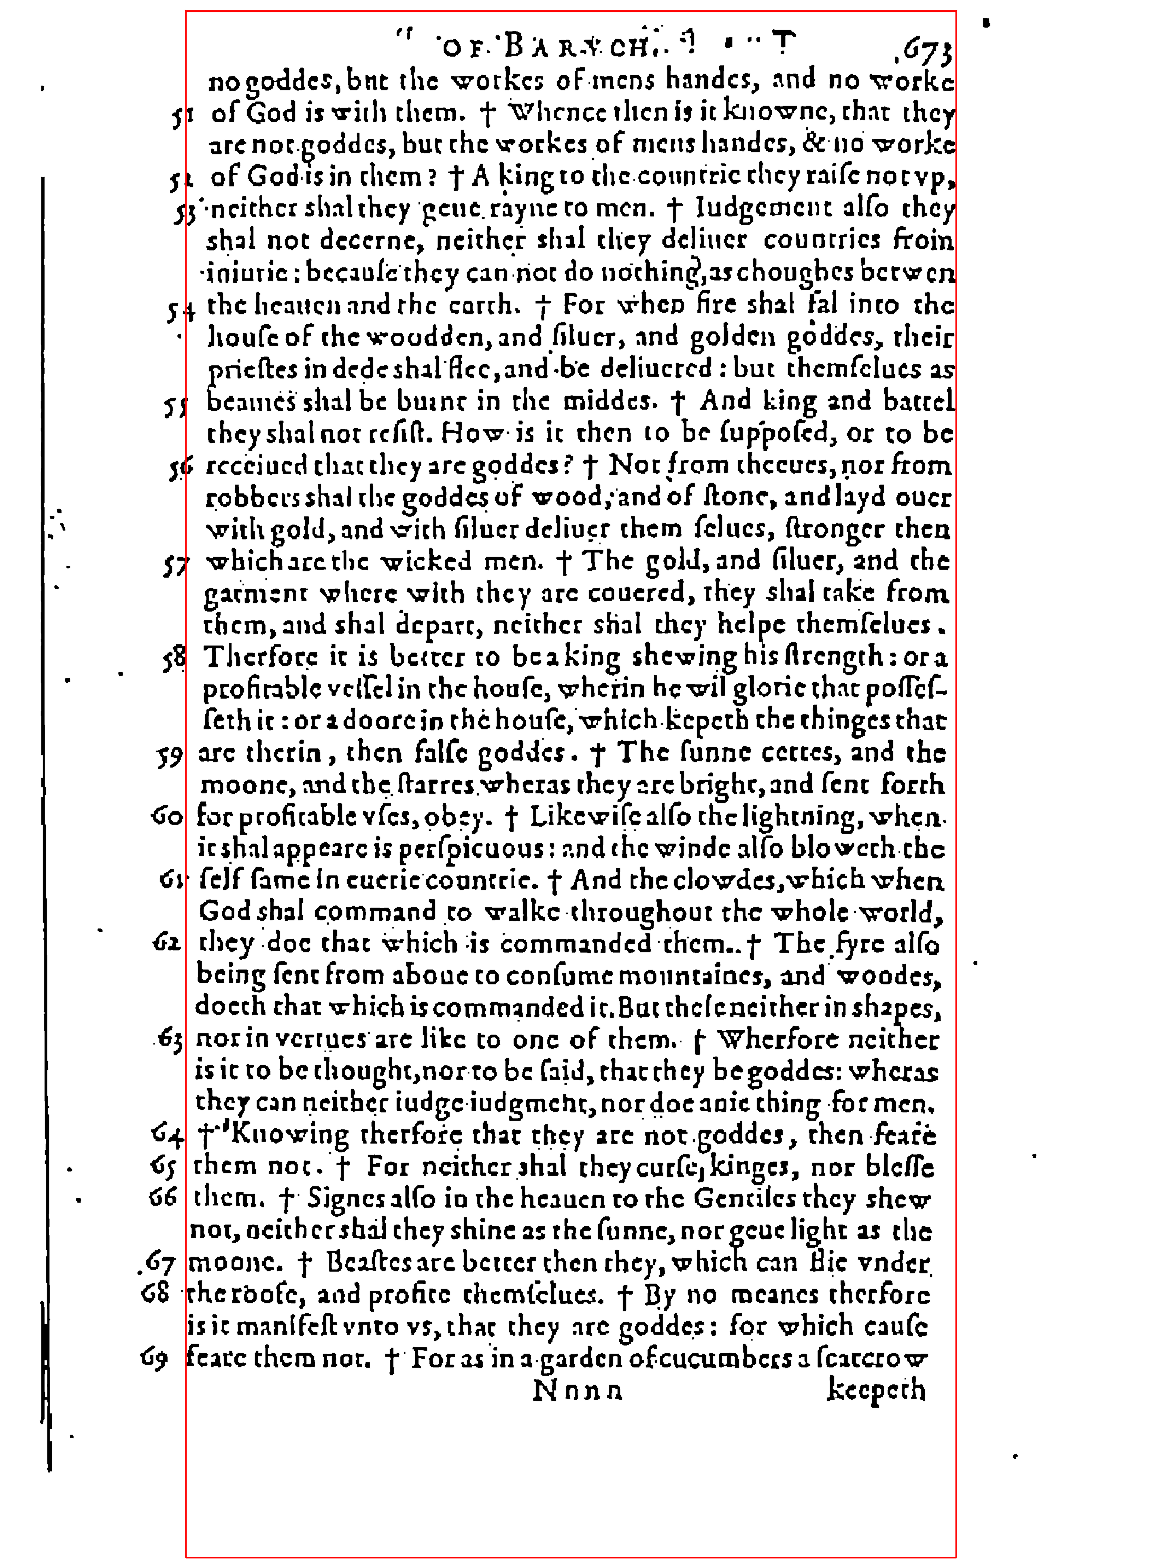 OF BARVCH. 673
no goddes, but the workes of mens handes, and no worke
51 of God is with them. † Whence then is it knowne, that they
are not goddes, but the workes of mens handes, & no worke
52 of God is in them? † A king to the countrie they raiſe not vp,
53 neither shal they geue rayne to men. † Iudgement alſo they
shal not decerne, neither shal they deliuer countries from
iniurie: becauſe they can not do nothing, as choughes betwen
54 the heauen and the earth. † For when fire shal fal into the
houſe of the woodden, and ſiluer, and golden goddes, their
prieſtes in dede shal flee, and be deliuered: but themſelues as
55 beames shal be burnt in the middes. † And king and battel
they shal not reſiſt. How is it then to be ſuppoſed, or to be
56 receiued that they are goddes? † Not from theeues, nor from
robbers shal the goddes of wood, and of ſtone, and layd ouer
with gold, and with ſiluer deliuer them ſelues, ſtronger then
57 which are the wicked men. † The gold, and ſiluer, and the
garment where with they are couered, they shal take from
them, and shal depart, neither shal they helpe themſelues.
58 Therfore it is better to be a king shewing his ſtrength: or a
profitable veſſel in the houſe, wherin he wil glorie that poſſeſ-
ſeth it: or a doore in the houſe, which kepeth the thinges that
59 are therin, then falſe goddes. † The ſunne certes, and the
moone, and the ſtarres wheras they are bright, and ſent forth
60 for profitable vſes, obey. † Likewiſe alſo the lightning, when
it shal appeare is perſpicuous: and the winde alſo bloweth the
61 ſelf ſame in euerie countrie. † And the clowdes, which when
God shal command to walke throughout the whole world,
62 they doe that which is commanded them. † The fyre alſo
being ſent from aboue to conſume mountaines, and woodes,
doeth that which is commanded it. But theſe neither in shapes,
63 nor in vertues are like to one of them. † Wherfore neither
is it to be thought, nor to be ſaid, that they be goddes: wheras
they can neither iudge iudgment, nor doe anie thing for men.
64 † Knowing therfore that they are not goddes, then feare
65 them not. † For neither shal they curſe kinges, nor bleſſe
66 them. † Signes alſo in the heauen to the Gentiles they shew
not, neither shal they shine as the ſunne, nor geue light as the
67 moone. † Beaſtes are better then they, which can flie vnder
68 the roofe, and profite themſelues. † By no meanes therfore
is it manifeſt vnto vs, that they are goddes: for which cauſe
69 feare them not. † For as in a garden of cucumbers a ſcarcrow
Nnnn keepeth